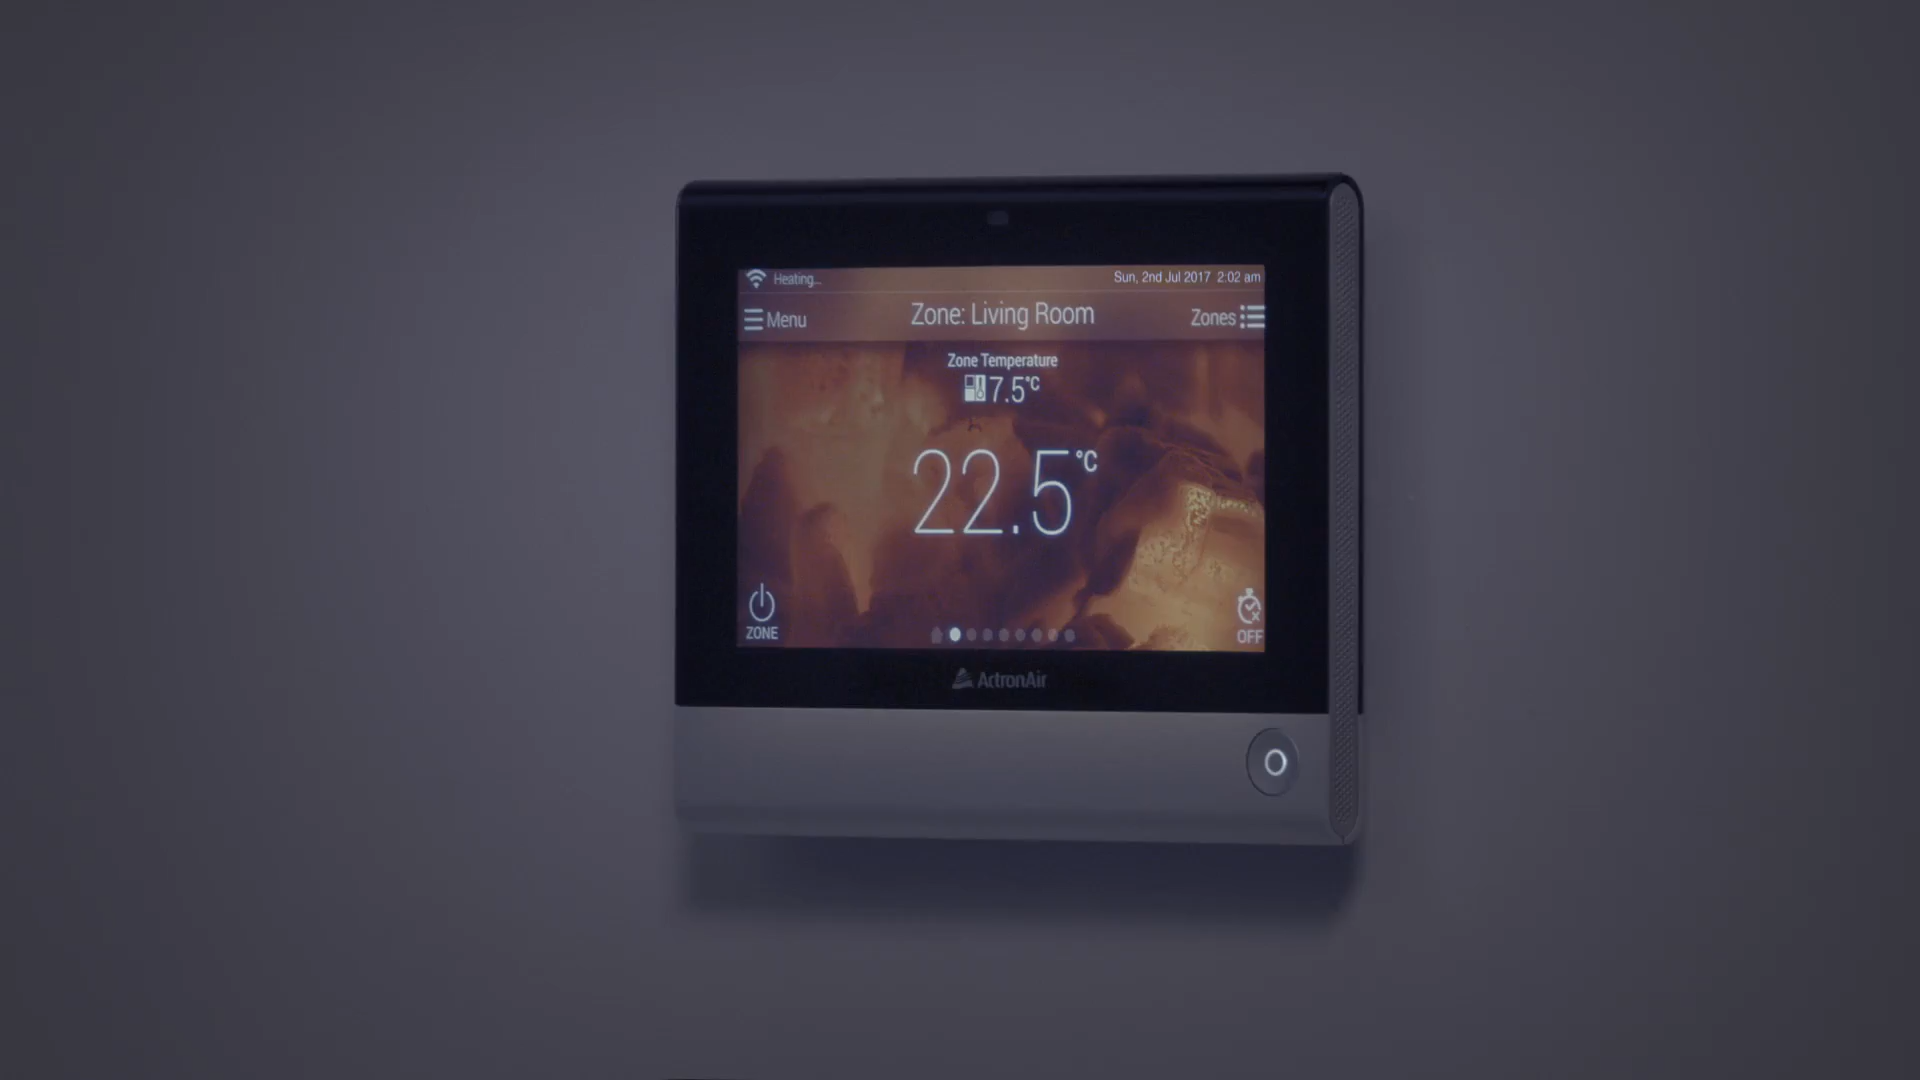 Heating...
Sun, 2nd Jul 2017 2:02 am
Menu
Zone: Living Room
Zones
Zone Temperature
7.5°C
22.5°C
ZONE
OFF
ActronAir